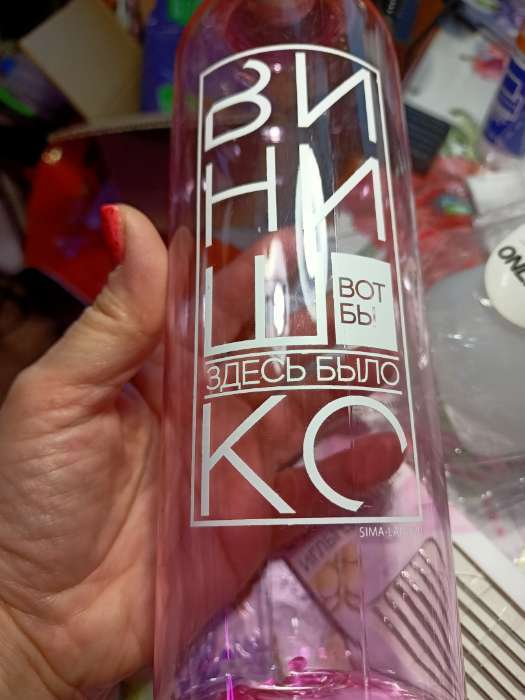 ВИ
НИ
Ш
ВОТ
БЫ
ЗДЕСЬ БЫЛО
КО
SIMA-LAND